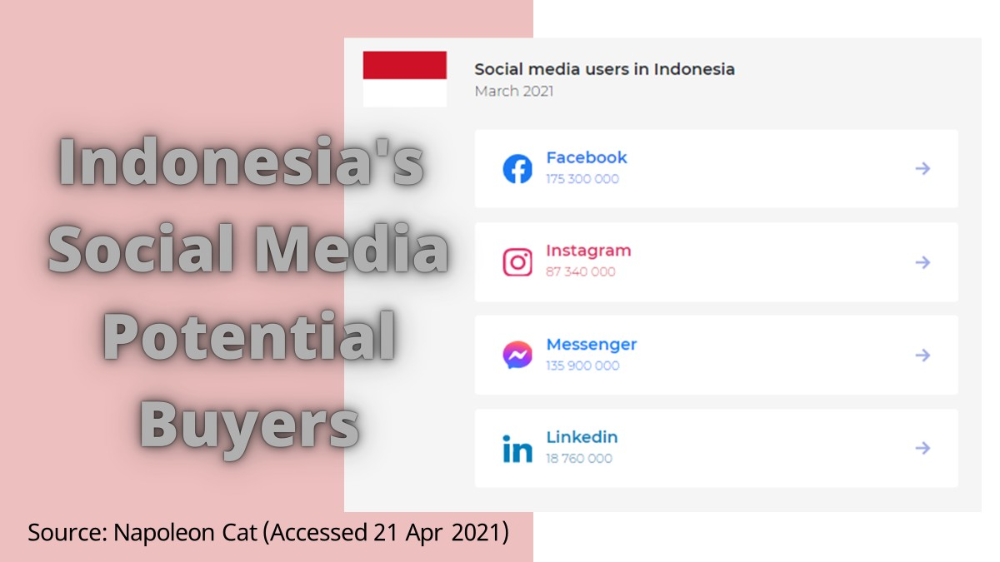 Indonesia's
Social Media
Potential
Buyers
Social media users in Indonesia
March 2021
Facebook
175 300 000
Instagram
87 340 000
Messenger
135 900 000
in
Linkedin
18 760 000
Source: Napoleon Cat (Accessed 21 Apr 2021)